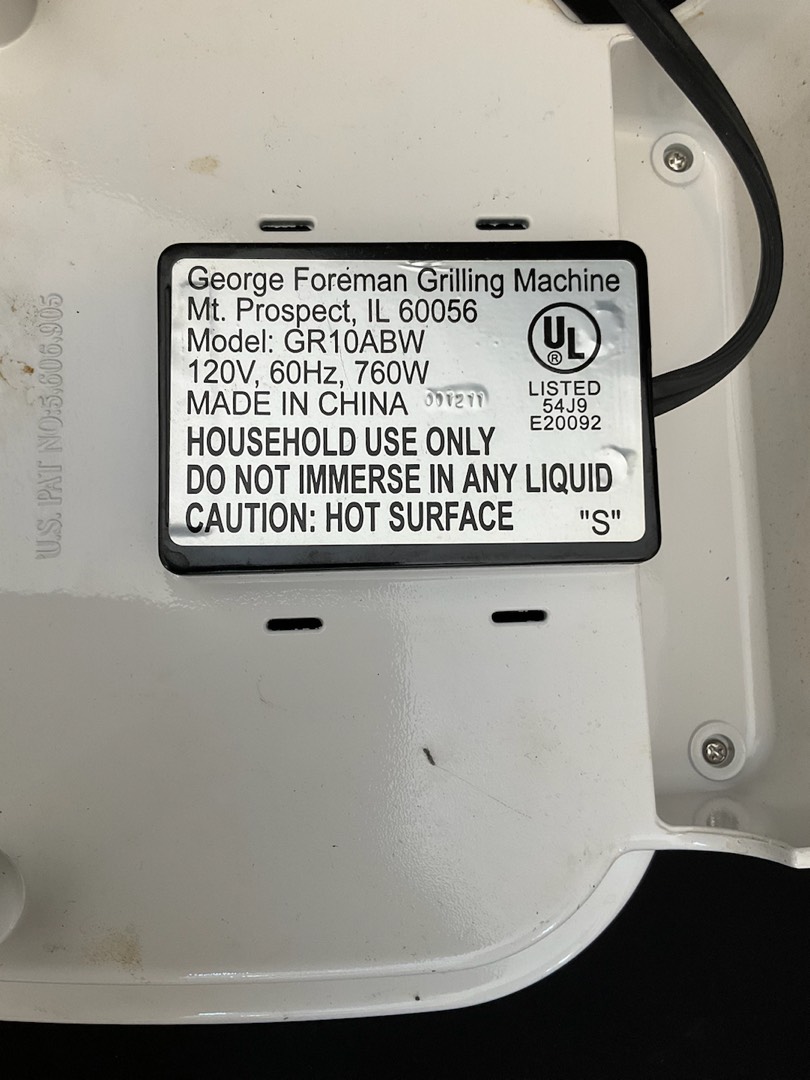 George Foreman Grilling Machine
Mt. Prospect, IL 60056
Model: GR10ABW
120V, 60Hz, 760W
MADE IN CHINA
HOUSEHOLD USE ONLY
DO NOT IMMERSE IN ANY LIQUID
CAUTION: HOT SURFACE "S"
UL
®
LISTED
54J9
E20092
U.S. PAT NO:5.606.905